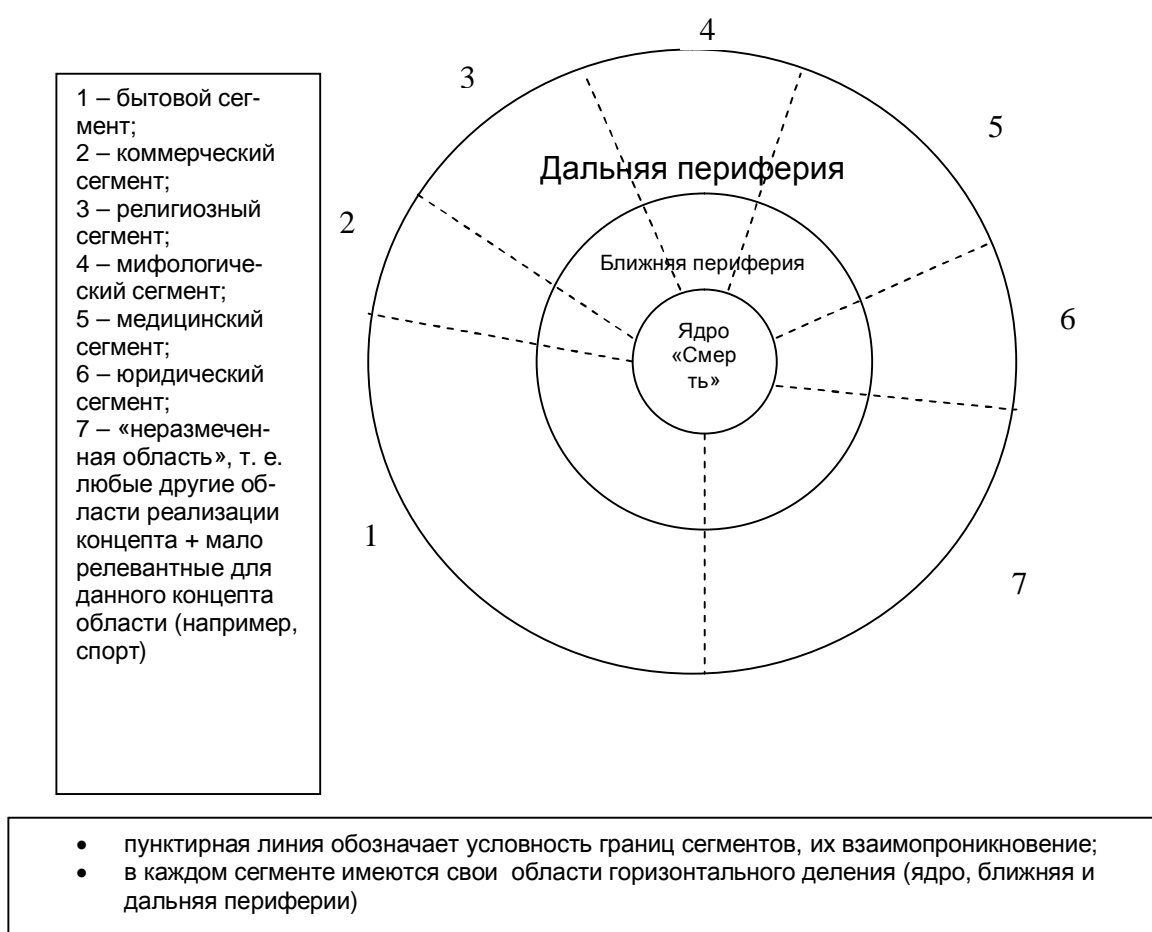 4
3
5
2
6
1
7
1 – бытовой сег-
мент;
2 – коммерческий
сегмент;
3 – религиозный
сегмент;
4 – мифологиче-
ский сегмент;
5 – медицинский
сегмент;
6 – юридический
сегмент;
7 – «неразмечен-
ная область», т. е.
любые другие об-
ласти реализации
концепта + мало
релевантные для
данного концепта
области (например,
спорт)
Дальняя периферия
Ближняя периферия
Ядро
«Смер
ть»
• пунктирная линия обозначает условность границ сегментов, их взаимопроникновение;
• в каждом сегменте имеются свои области горизонтального деления (ядро, ближняя и
дальняя периферии)